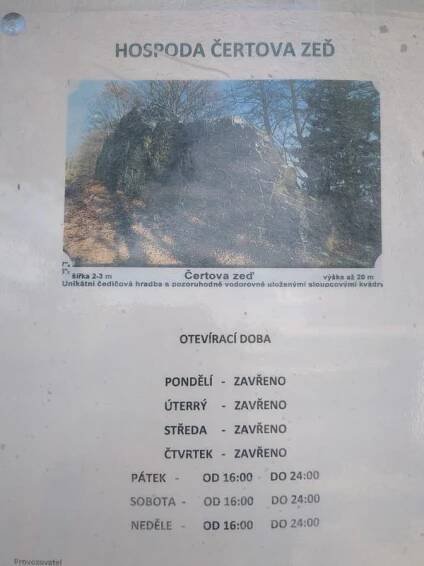 HOSPODA ČERTOVA ZEĎ
šířka 2-3 m Čertova zeď výška až 20 m
Unikátní čedičová hradba s pozoruhodně vodorovně uloženými sloupcovými kvádry
OTEVÍRACÍ DOBA
PONDĚLÍ - ZAVŘENO
ÚTERRÝ - ZAVŘENO
STŘEDA - ZAVŘENO
ČTVRTEK - ZAVŘENO
PÁTEK - OD 16:00 DO 24:00
SOBOTA - OD 16:00 DO 24:00
NEDĚLE - OD 16:00 DO 24:00
Provozovatel